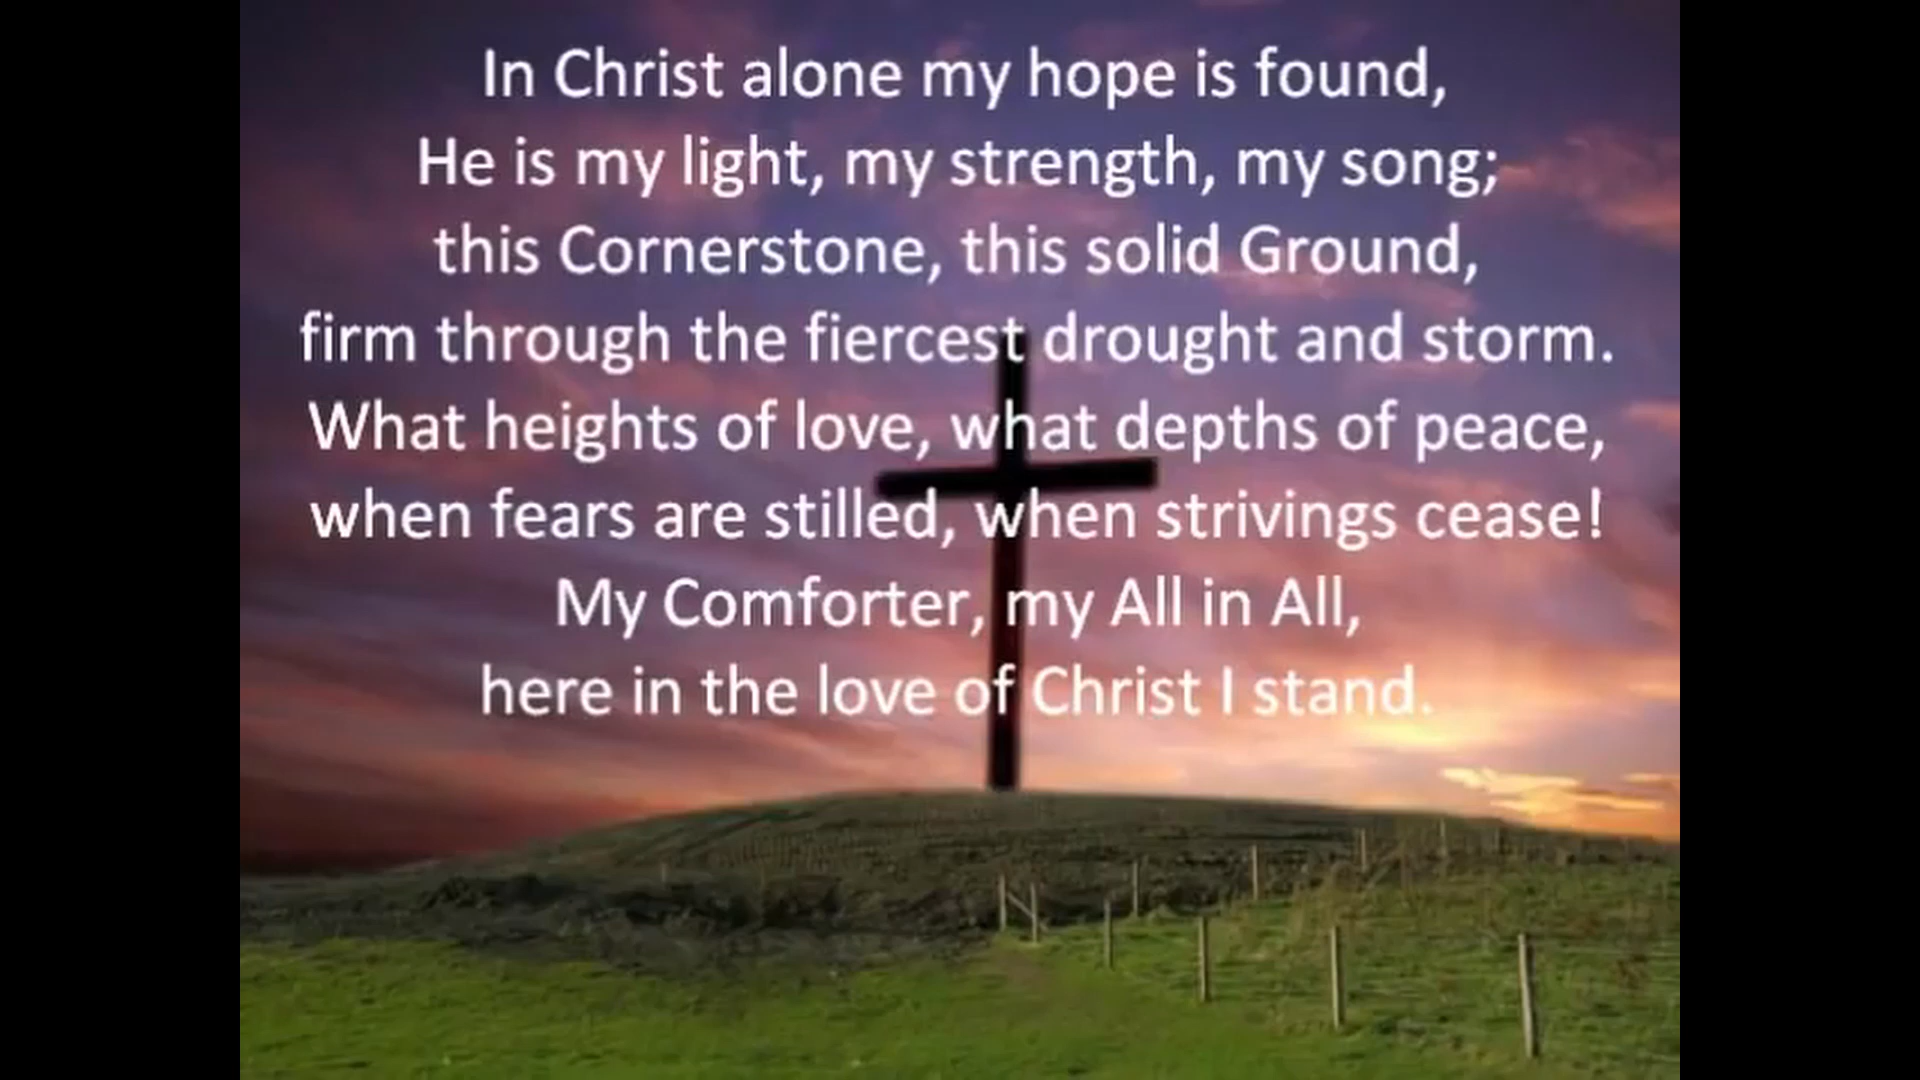 In Christ alone my hope is found,
He is my light, my strength, my song;
this Cornerstone, this solid Ground,
firm through the fiercest drought and storm.
What heights of love, what depths of peace,
when fears are stilled, when strivings cease!
My Comforter, my All in All,
here in the love of Christ I stand.